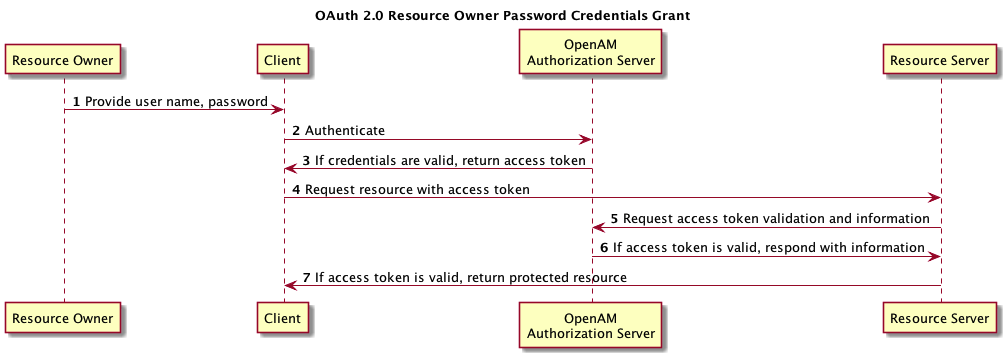 OAuth 2.0 Resource Owner Password Credentials Grant
Resource Owner
Client
OpenAM
Authorization Server
Resource Server
1 Provide user name, password
2 Authenticate
3 If credentials are valid, return access token
4 Request resource with access token
5 Request access token validation and information
6 If access token is valid, respond with information
7 If access token is valid, return protected resource
Resource Owner
Client
OpenAM
Authorization Server
Resource Server